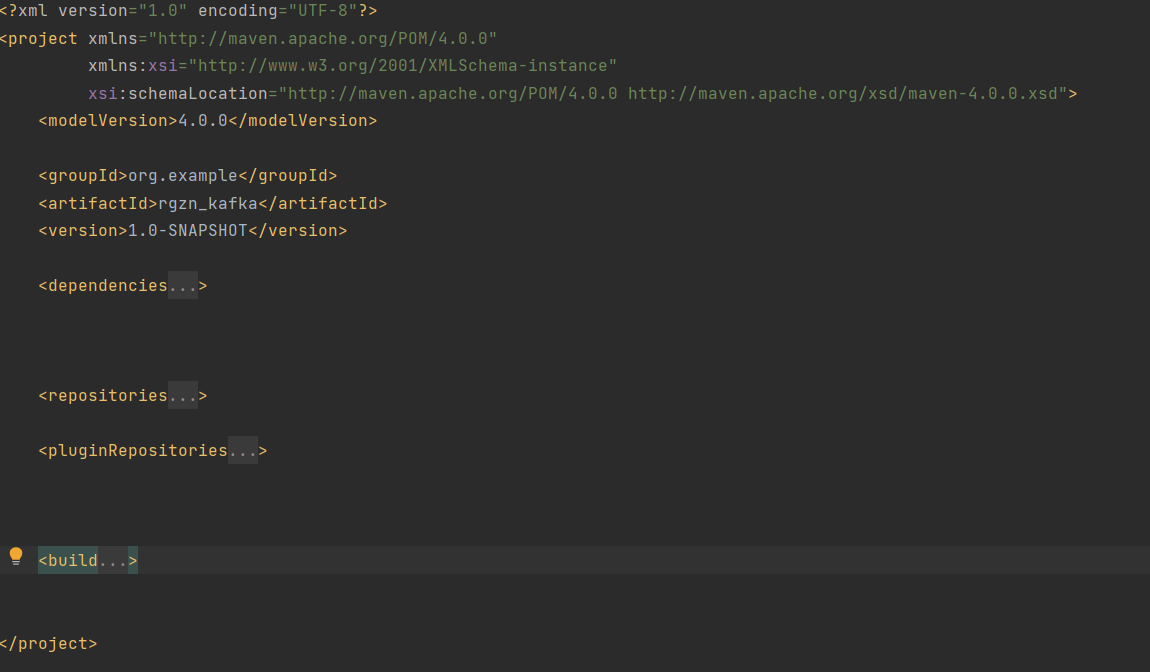 <?xml version="1.0" encoding="UTF-8"?>
<project xmlns="http://maven.apache.org/POM/4.0.0"
xmlns:xsi="http://www.w3.org/2001/XMLSchema-instance"
xsi:schemaLocation="http://maven.apache.org/POM/4.0.0 http://maven.apache.org/xsd/maven-4.0.0.xsd">
<modelVersion>4.0.0</modelVersion>
<groupId>org.example</groupId>
<artifactId>rgzn_kafka</artifactId>
<version>1.0-SNAPSHOT</version>
<dependencies...>
<repositories...>
<pluginRepositories...>
<build...>
</project>